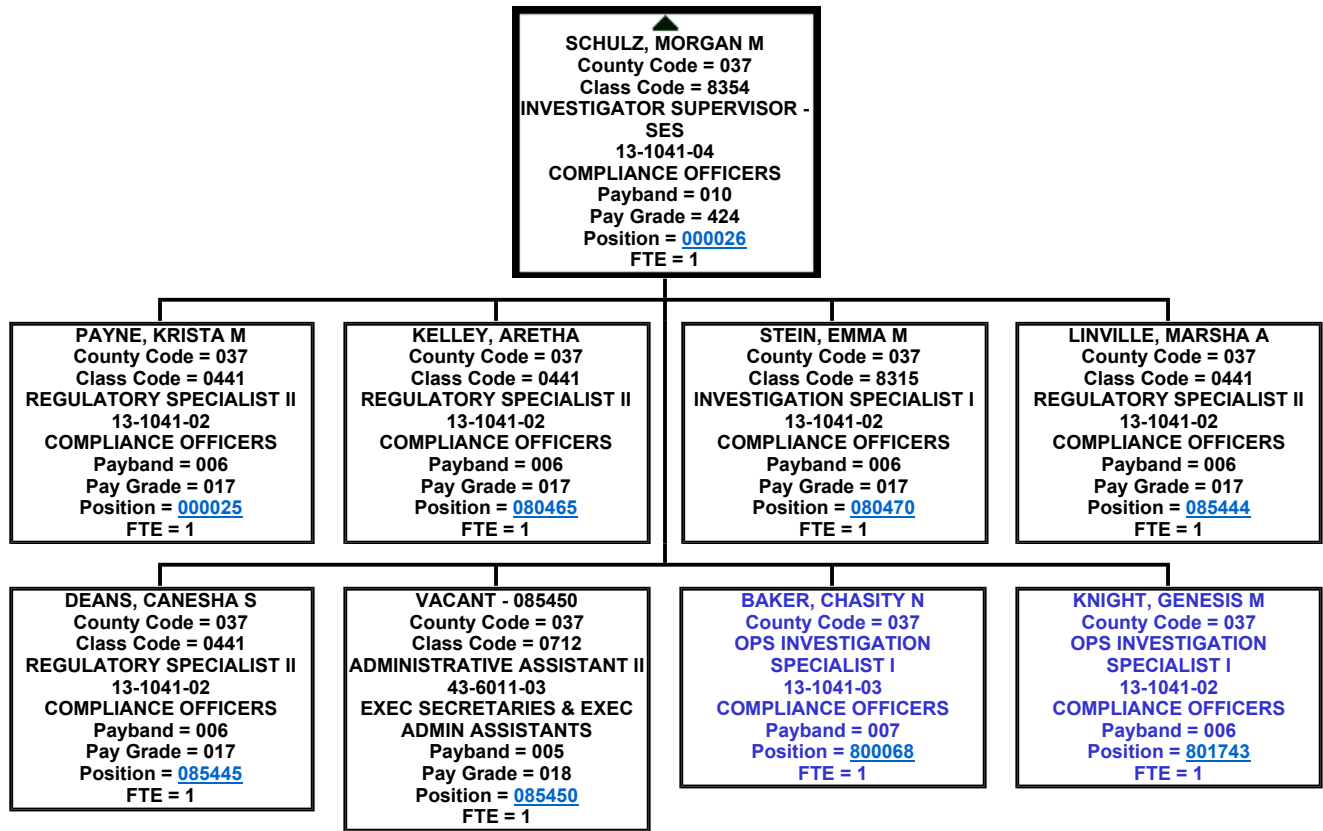 SCHULZ, MORGAN M
County Code = 037
Class Code = 8354
INVESTIGATOR SUPERVISOR -
SES
13-1041-04
COMPLIANCE OFFICERS
Payband = 010
Pay Grade = 424
Position = 000026
FTE = 1
PAYNE, KRISTA M
County Code = 037
Class Code = 0441
REGULATORY SPECIALIST II
13-1041-02
COMPLIANCE OFFICERS
Payband = 006
Pay Grade = 017
Position = 000025
FTE = 1
KELLEY, ARETHA
County Code = 037
Class Code = 0441
REGULATORY SPECIALIST II
13-1041-02
COMPLIANCE OFFICERS
Payband = 006
Pay Grade = 017
Position = 080465
FTE = 1
STEIN, EMMA M
County Code = 037
Class Code = 8315
INVESTIGATION SPECIALIST I
13-1041-02
COMPLIANCE OFFICERS
Payband = 006
Pay Grade = 017
Position = 080470
FTE = 1
LINVILLE, MARSHA A
County Code = 037
Class Code = 0441
REGULATORY SPECIALIST II
13-1041-02
COMPLIANCE OFFICERS
Payband = 006
Pay Grade = 017
Position = 085444
FTE = 1
DEANS, CANESHA S
County Code = 037
Class Code = 0441
REGULATORY SPECIALIST II
13-1041-02
COMPLIANCE OFFICERS
Payband = 006
Pay Grade = 017
Position = 085445
FTE = 1
VACANT - 085450
County Code = 037
Class Code = 0712
ADMINISTRATIVE ASSISTANT II
43-6011-03
EXEC SECRETARIES & EXEC
ADMIN ASSISTANTS
Payband = 005
Pay Grade = 018
Position = 085450
FTE = 1
BAKER, CHASITY N
County Code = 037
OPS INVESTIGATION
SPECIALIST I
13-1041-03
COMPLIANCE OFFICERS
Payband = 007
Position = 800068
FTE = 1
KNIGHT, GENESIS M
County Code = 037
OPS INVESTIGATION
SPECIALIST I
13-1041-02
COMPLIANCE OFFICERS
Payband = 006
Position = 801743
FTE = 1